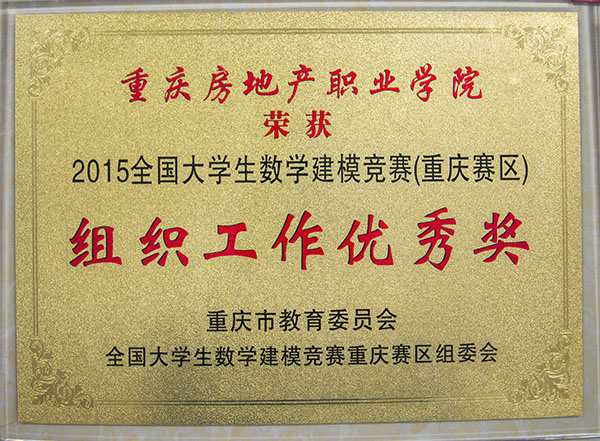 重庆房地产职业学院
荣获
2015全国大学生数学建模竞赛(重庆赛区)
组织工作优秀奖
重庆市教育委员会
全国大学生数学建模竞赛重庆赛区组委会